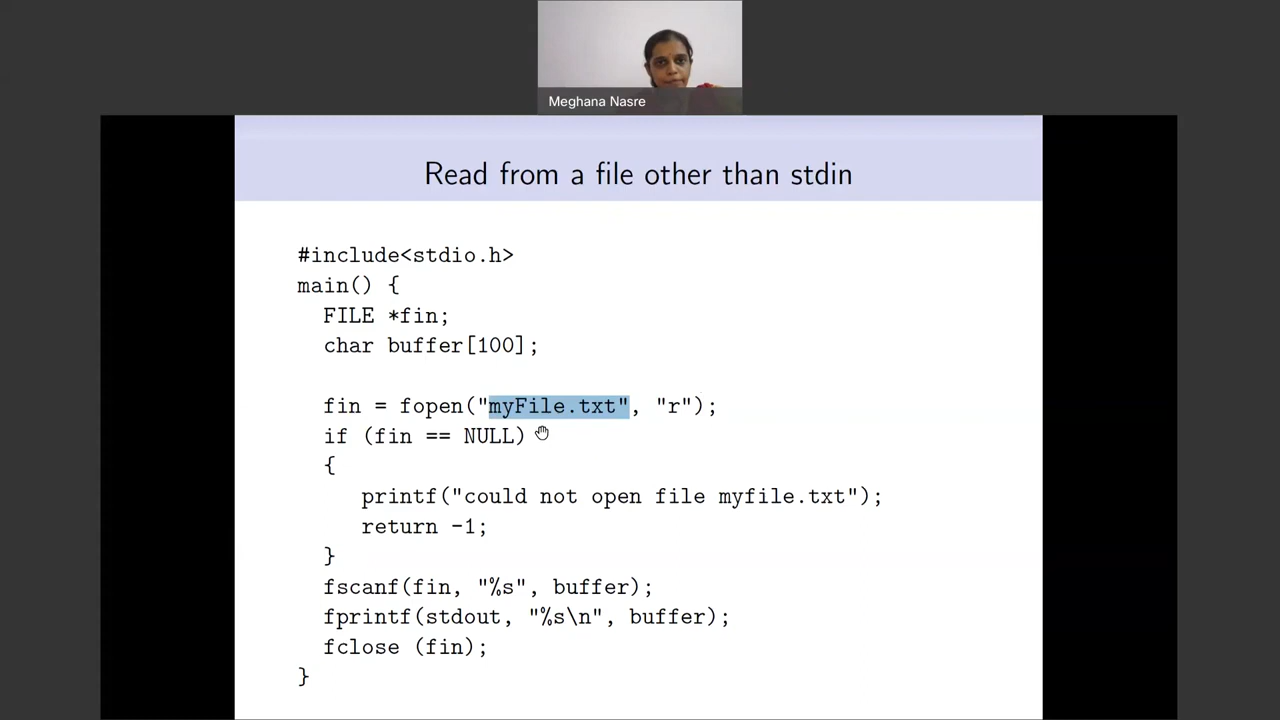 Meghana Nasre
Read from a file other than stdin
#include<stdio.h>
main() {
FILE *fin;
char buffer[100];
fin = fopen("myFile.txt", "r");
if (fin == NULL)
{
printf("could not open file myfile.txt");
return -1;
}
fscanf(fin, "%s", buffer);
fprintf(stdout, "%s\n", buffer);
fclose (fin);
}